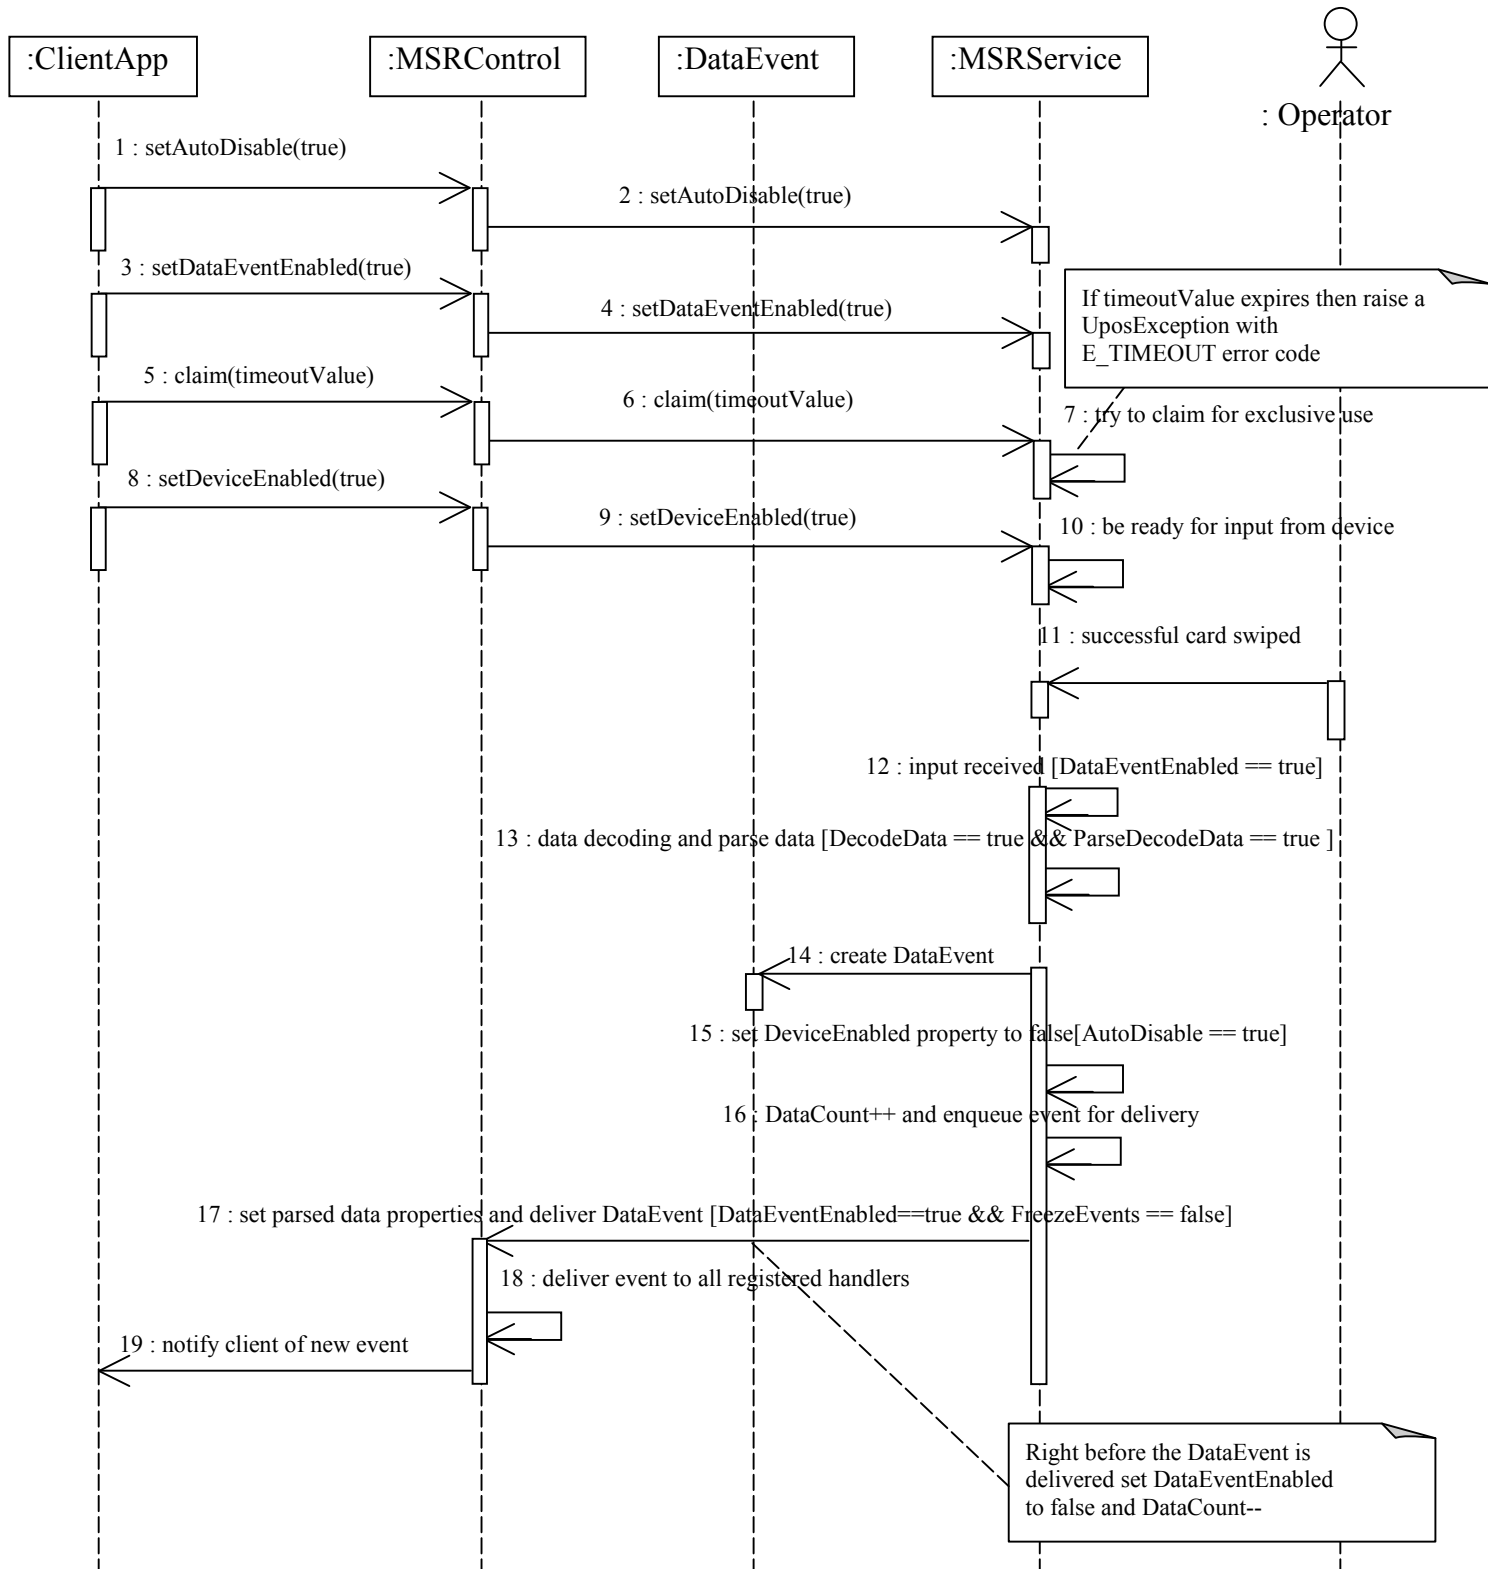 :ClientApp
:MSRControl
:DataEvent
:MSRService
: Operator
1 : setAutoDisable(true)
2 : setAutoDisable(true)
3 : setDataEventEnabled(true)
4 : setDataEventEnabled(true)
If timeoutValue expires then raise a
UposException with
E_TIMEOUT error code
5 : claim(timeoutValue)
6 : claim(timeoutValue)
7 : try to claim for exclusive use
8 : setDeviceEnabled(true)
9 : setDeviceEnabled(true)
10 : be ready for input from device
11 : successful card swiped
12 : input received [DataEventEnabled == true]
13 : data decoding and parse data [DecodeData == true && ParseDecodeData == true ]
14 : create DataEvent
15 : set DeviceEnabled property to false[AutoDisable == true]
16 : DataCount++ and enqueue event for delivery
17 : set parsed data properties and deliver DataEvent [DataEventEnabled==true && FreezeEvents == false]
18 : deliver event to all registered handlers
19 : notify client of new event
Right before the DataEvent is
delivered set DataEventEnabled
to false and DataCount--